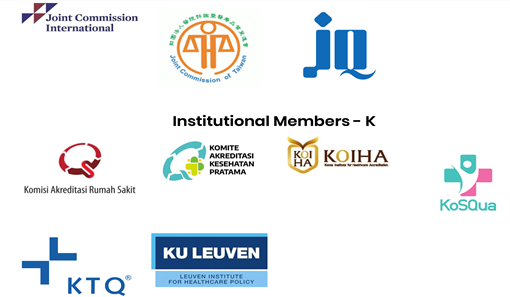 Joint Commission
International
財團法人醫院評鑑暨醫療品質策進會
Joint Commission of Taiwan
jq
Institutional Members - K
Komisi Akreditasi Rumah Sakit
KOMITE
AKREDITASI
KESEHATAN
PRATAMA
KOI
HA
KOIHA
Korea Institute for Healthcare Accreditation
KoSQua
KTQ®
KU LEUVEN
LEUVEN INSTITUTE
FOR HEALTHCARE POLICY